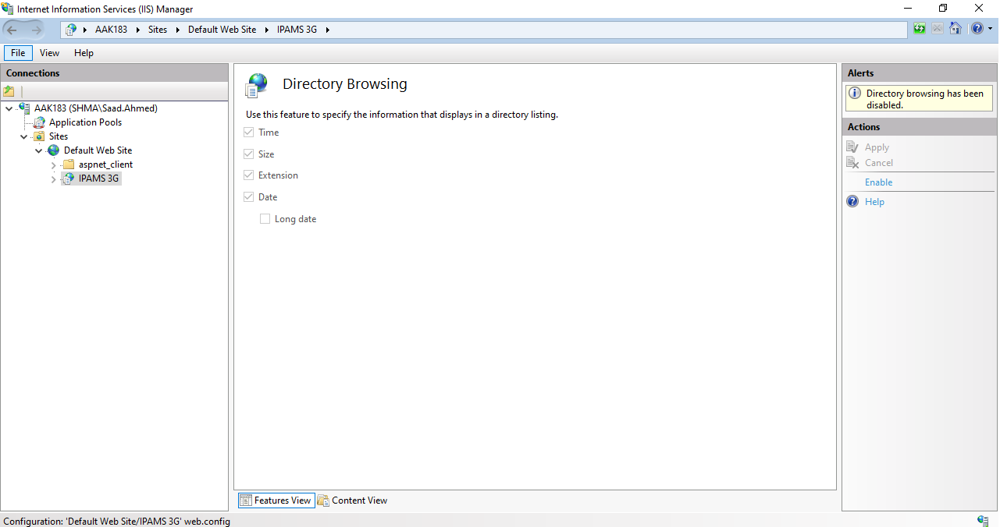 Internet Information Services (IIS) Manager
AAK183 Sites Default Web Site IPAMS 3G
File View Help
Connections
AAK183 (SHMA\Saad.Ahmed)
Application Pools
Sites
Default Web Site
aspnet_client
IPAMS 3G
Directory Browsing
Use this feature to specify the information that displays in a directory listing.
Time
Size
Extension
Date
Long date
Features View Content View
Alerts
Directory browsing has been
disabled.
Actions
Apply
Cancel
Enable
Help
Configuration: 'Default Web Site/IPAMS 3G' web.config